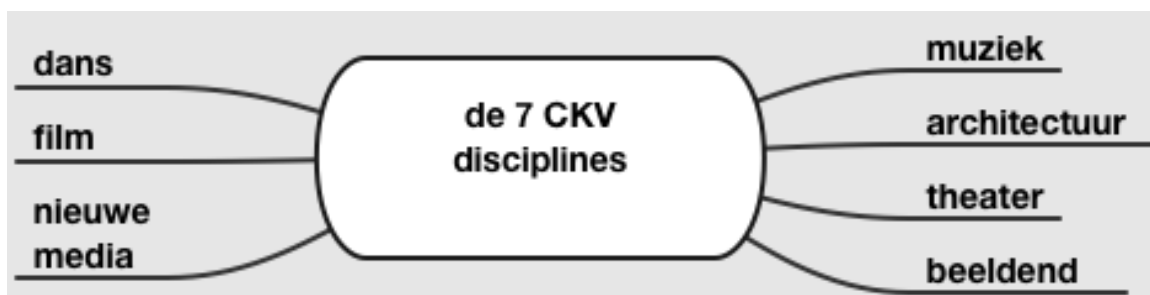 dans
film
nieuwe
media
de 7 CKV
disciplines
muziek
architectuur
theater
beeldend